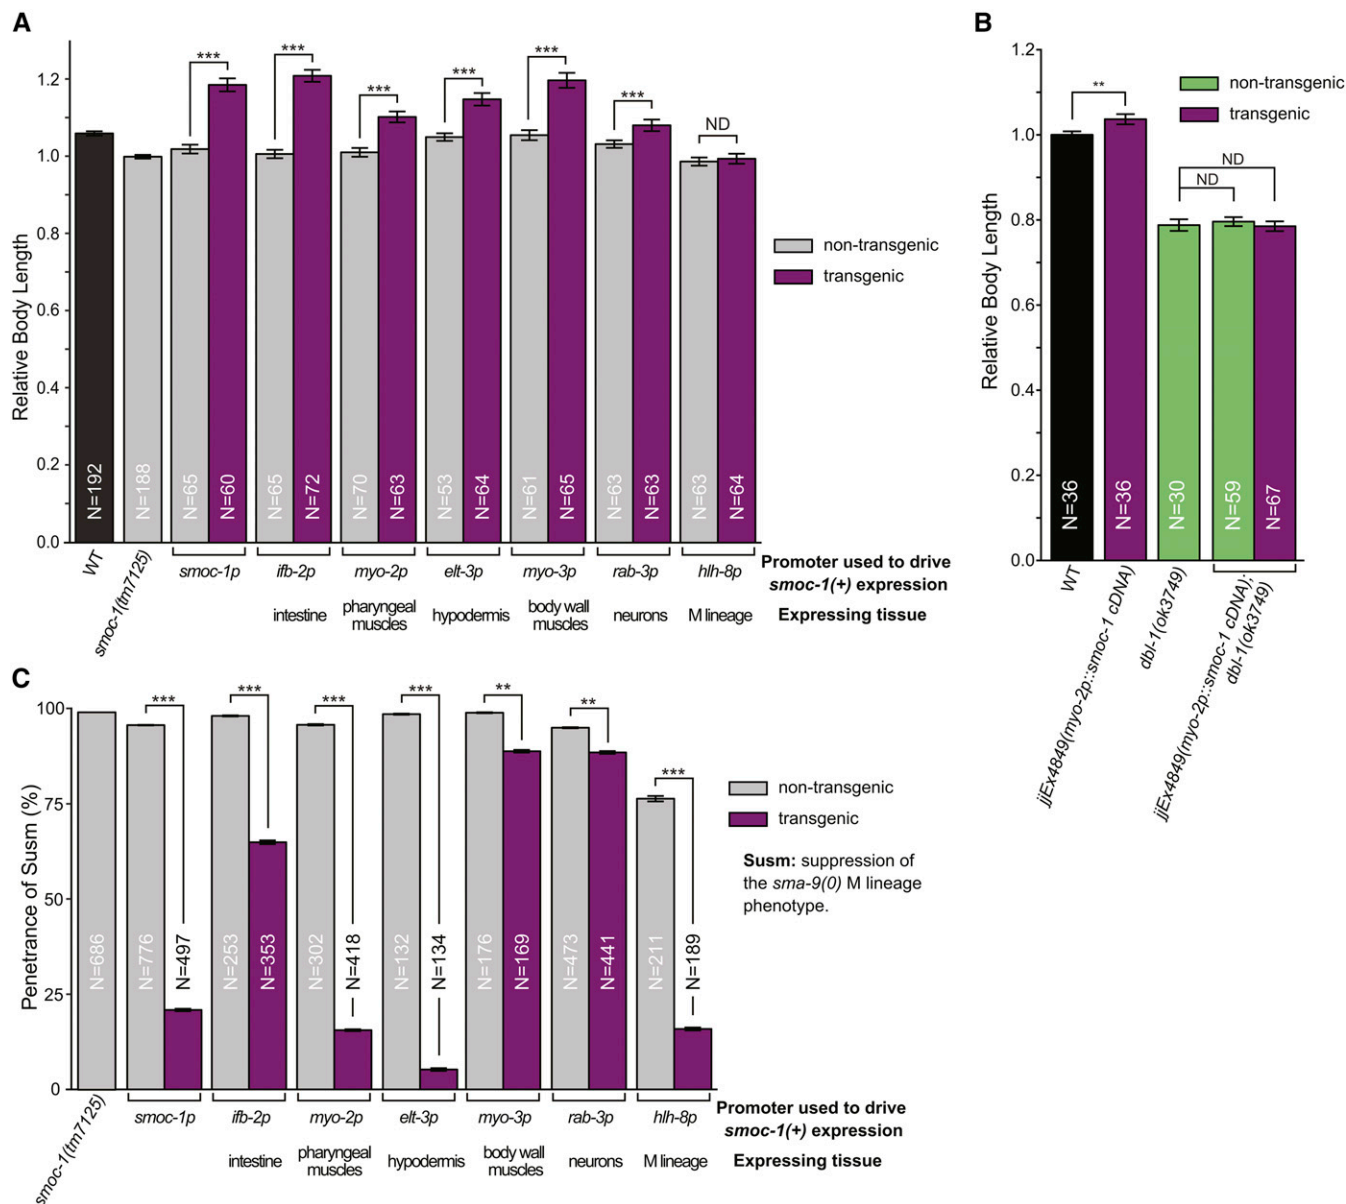 A
Relative Body Length
1.2
1.0
0.8
0.6
0.4
0.2
0.0
***
***
***
***
***
***
ND
N=192
N=188
N=65
N=60
N=65
N=72
N=70
N=63
N=53
N=64
N=61
N=65
N=63
N=63
N=63
N=64
non-transgenic
transgenic
WT
smoc-1(tm7125)
smoc-1p
ifb-2p
myo-2p
elt-3p
myo-3p
rab-3p
hlh-8p
Promoter used to drive
smoc-1(+) expression
intestine
pharyngeal
muscles
hypodermis
body wall
muscles
neurons
M lineage
Expressing tissue
B
Relative Body Length
1.2
1.0
0.8
0.6
0.4
0.2
0.0
**
ND
ND
non-transgenic
transgenic
N=36
N=36
N=30
N=59
N=67
WT
jjEx4849(myo-2p::smoc-1 cDNA)
dbl-1(ok3749)
jjEx4849(myo-2p::smoc-1 cDNA);
dbl-1(ok3749)
C
Penetrance of Susm (%)
100
75
50
25
0
***
***
***
***
**
**
***
N=686
N=776
N=497
N=253
N=353
N=302
N=418
N=132
N=134
N=176
N=169
N=473
N=441
N=211
N=189
non-transgenic
transgenic
Susm: suppression of
the sma-9(0) M lineage
phenotype.
smoc-1(tm7125)
smoc-1p
ifb-2p
myo-2p
elt-3p
myo-3p
rab-3p
hlh-8p
Promoter used to drive
smoc-1(+) expression
intestine
pharyngeal
muscles
hypodermis
body wall
muscles
neurons
M lineage
Expressing tissue